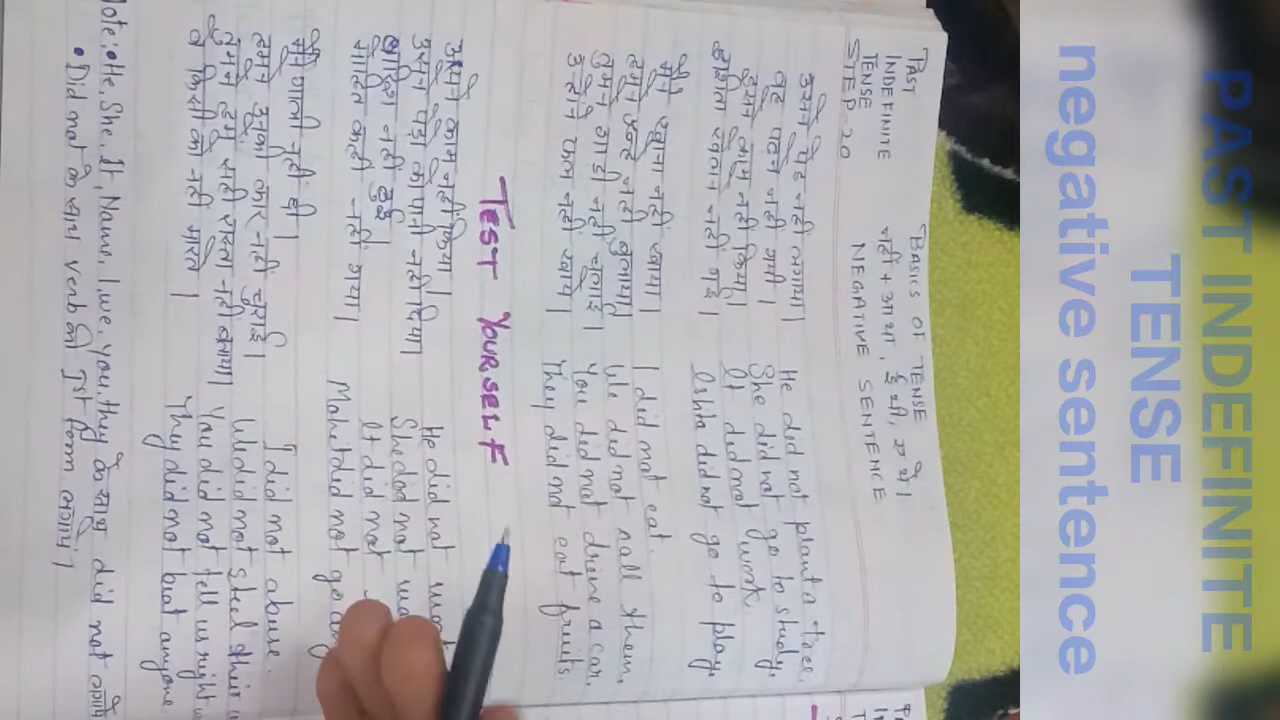 PAST INDEFINITE
TENSE
negative sentence
PAST
INDEFINITE
TENSE
STEP-20
BASICS OF TENSE
नहीं + आ था, ई थी, ए थे।
NEGATIVE SENTENCE
उसने पेड़ नहीं लगाया। He did not plant a tree.
वह पढ़ने नहीं गयी। She did not go to study.
इसने काम नहीं किया। It did not work.
इशिता खेलने नहीं गई। Ishta did not go to play.
मैंने खाना नहीं खाया। I did not eat.
हमने उन्हें नहीं बुलाया। We did not call them.
तुमने गाड़ी नहीं चलाई। You did not drive a car.
उन्होंने फल नहीं खाये। They did not eat fruits
TEST YOURSELF
उसने काम नहीं किया। He did not
उसने पेड़ों को पानी नहीं दिया। She did not
बारिश नहीं हुई। It did not
मोहित कहीं नहीं गया। Mohit did not go any
मैंने गाली नहीं दी। I did not abuse.
हमने उनकी कार नहीं चुराई। We did not steel their
तुमने हमें सही रास्ता नहीं बताया। You did not tell us right
वे किसी को नहीं मारते। They did not beat anyone
Note:• He, She, It, Name, I, we, you, they के साथ did not लगाये
• Did not के साथ verb की Ist form लगायें।